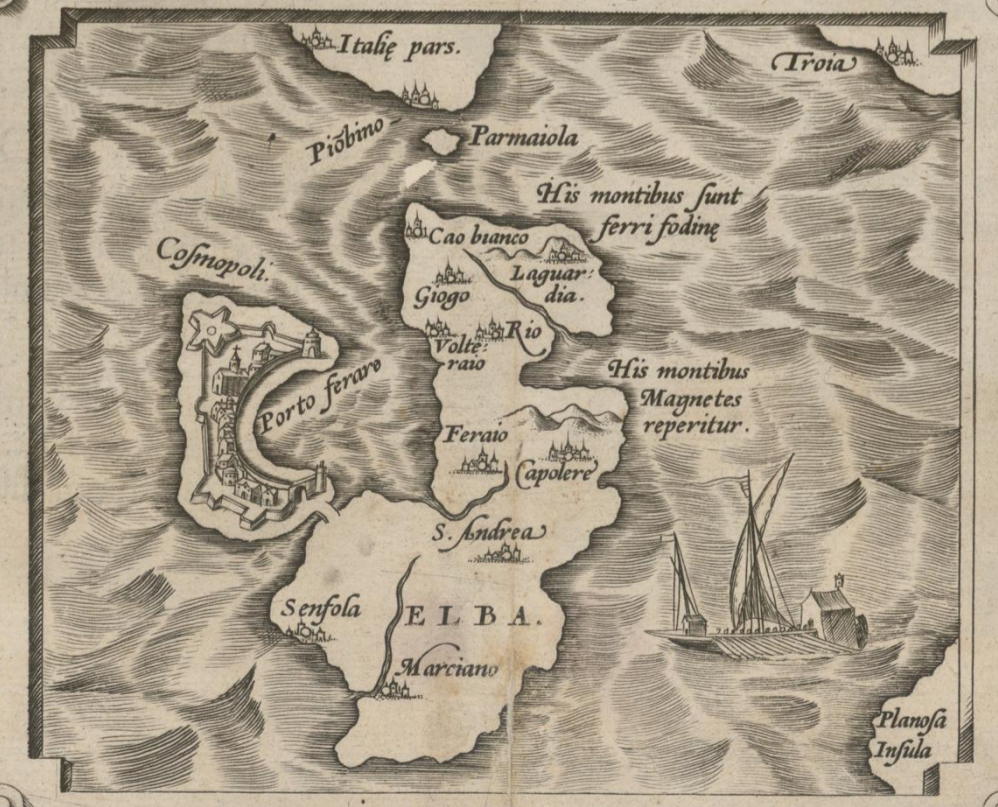 Italię pars.
Troia
Piōbino
Parmaiola
His montibus ſunt
ferri fodinę
Coſmopoli.
Cao bianco
Laguar:
dia.
Giogo
Rio
Volte:
raio
Porto feraro
His montibus
Magnetes
reperitur.
Feraio
Capolere
S. Andrea
Senfola
ELBA.
Marciano
Planoſa
Inſula